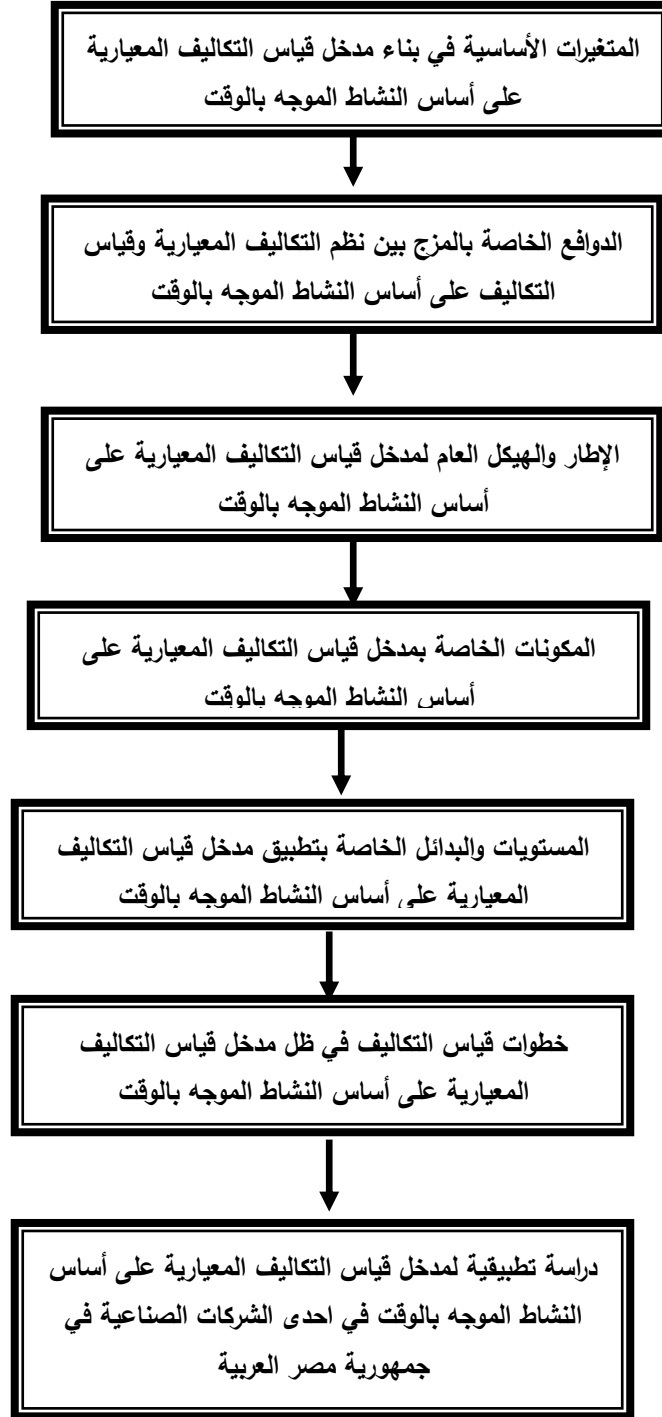 المتغيرات الأساسية في بناء مدخل قياس التكاليف المعيارية
على أساس النشاط الموجه بالوقت
الدوافع الخاصة بالمزج بين نظم التكاليف المعيارية وقياس
التكاليف على أساس النشاط الموجه بالوقت
الإطار والهيكل العام لمدخل قياس التكاليف المعيارية على
أساس النشاط الموجه بالوقت
المكونات الخاصة بمدخل قياس التكاليف المعيارية على
أساس النشاط الموجه بالوقت
المستويات والبدائل الخاصة بتطبيق مدخل قياس التكاليف
المعيارية على أساس النشاط الموجه بالوقت
خطوات قياس التكاليف في ظل مدخل قياس التكاليف
المعيارية على أساس النشاط الموجه بالوقت
دراسة تطبيقية لمدخل قياس التكاليف المعيارية على أساس
النشاط الموجه بالوقت في احدى الشركات الصناعية في
جمهورية مصر العربية